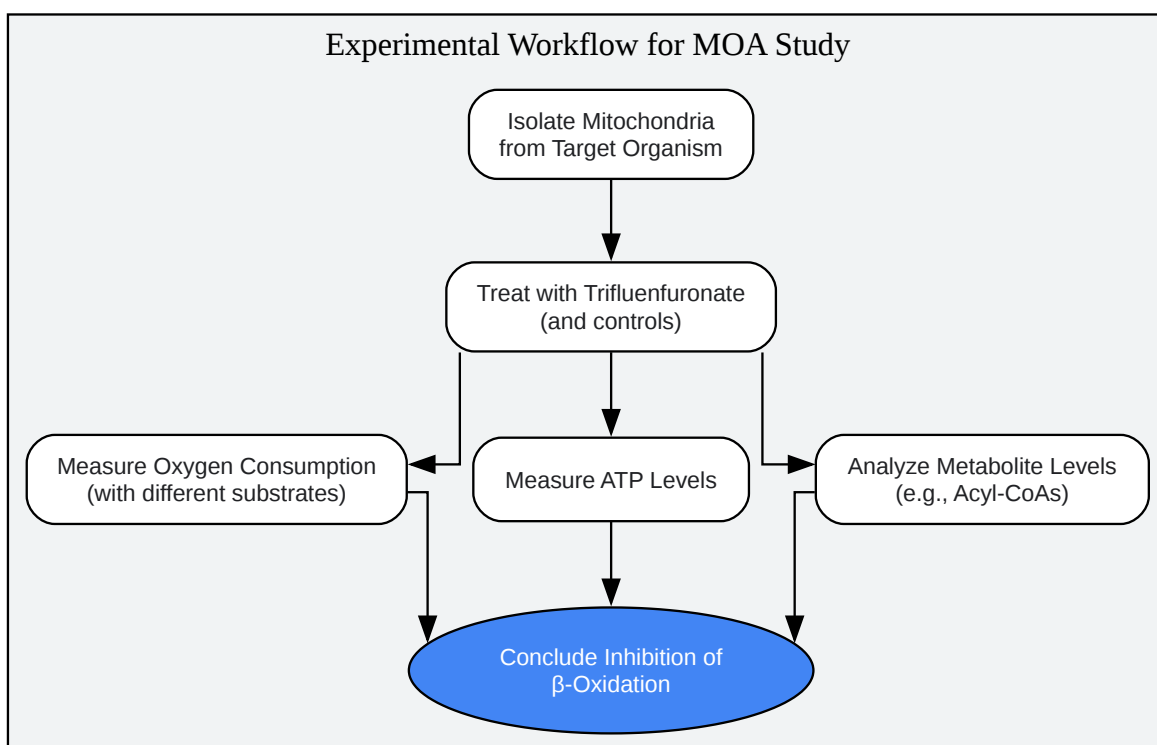 Experimental Workflow for MOA Study
Isolate Mitochondria
from Target Organism
Treat with Trifluenfuronate
(and controls)
Measure Oxygen Consumption
(with different substrates)
Measure ATP Levels
Analyze Metabolite Levels
(e.g., Acyl-CoAs)
Conclude Inhibition of
β-Oxidation